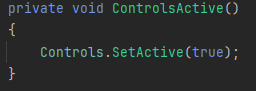 private void ControlsActive()
{
    Controls.SetActive(true);
}